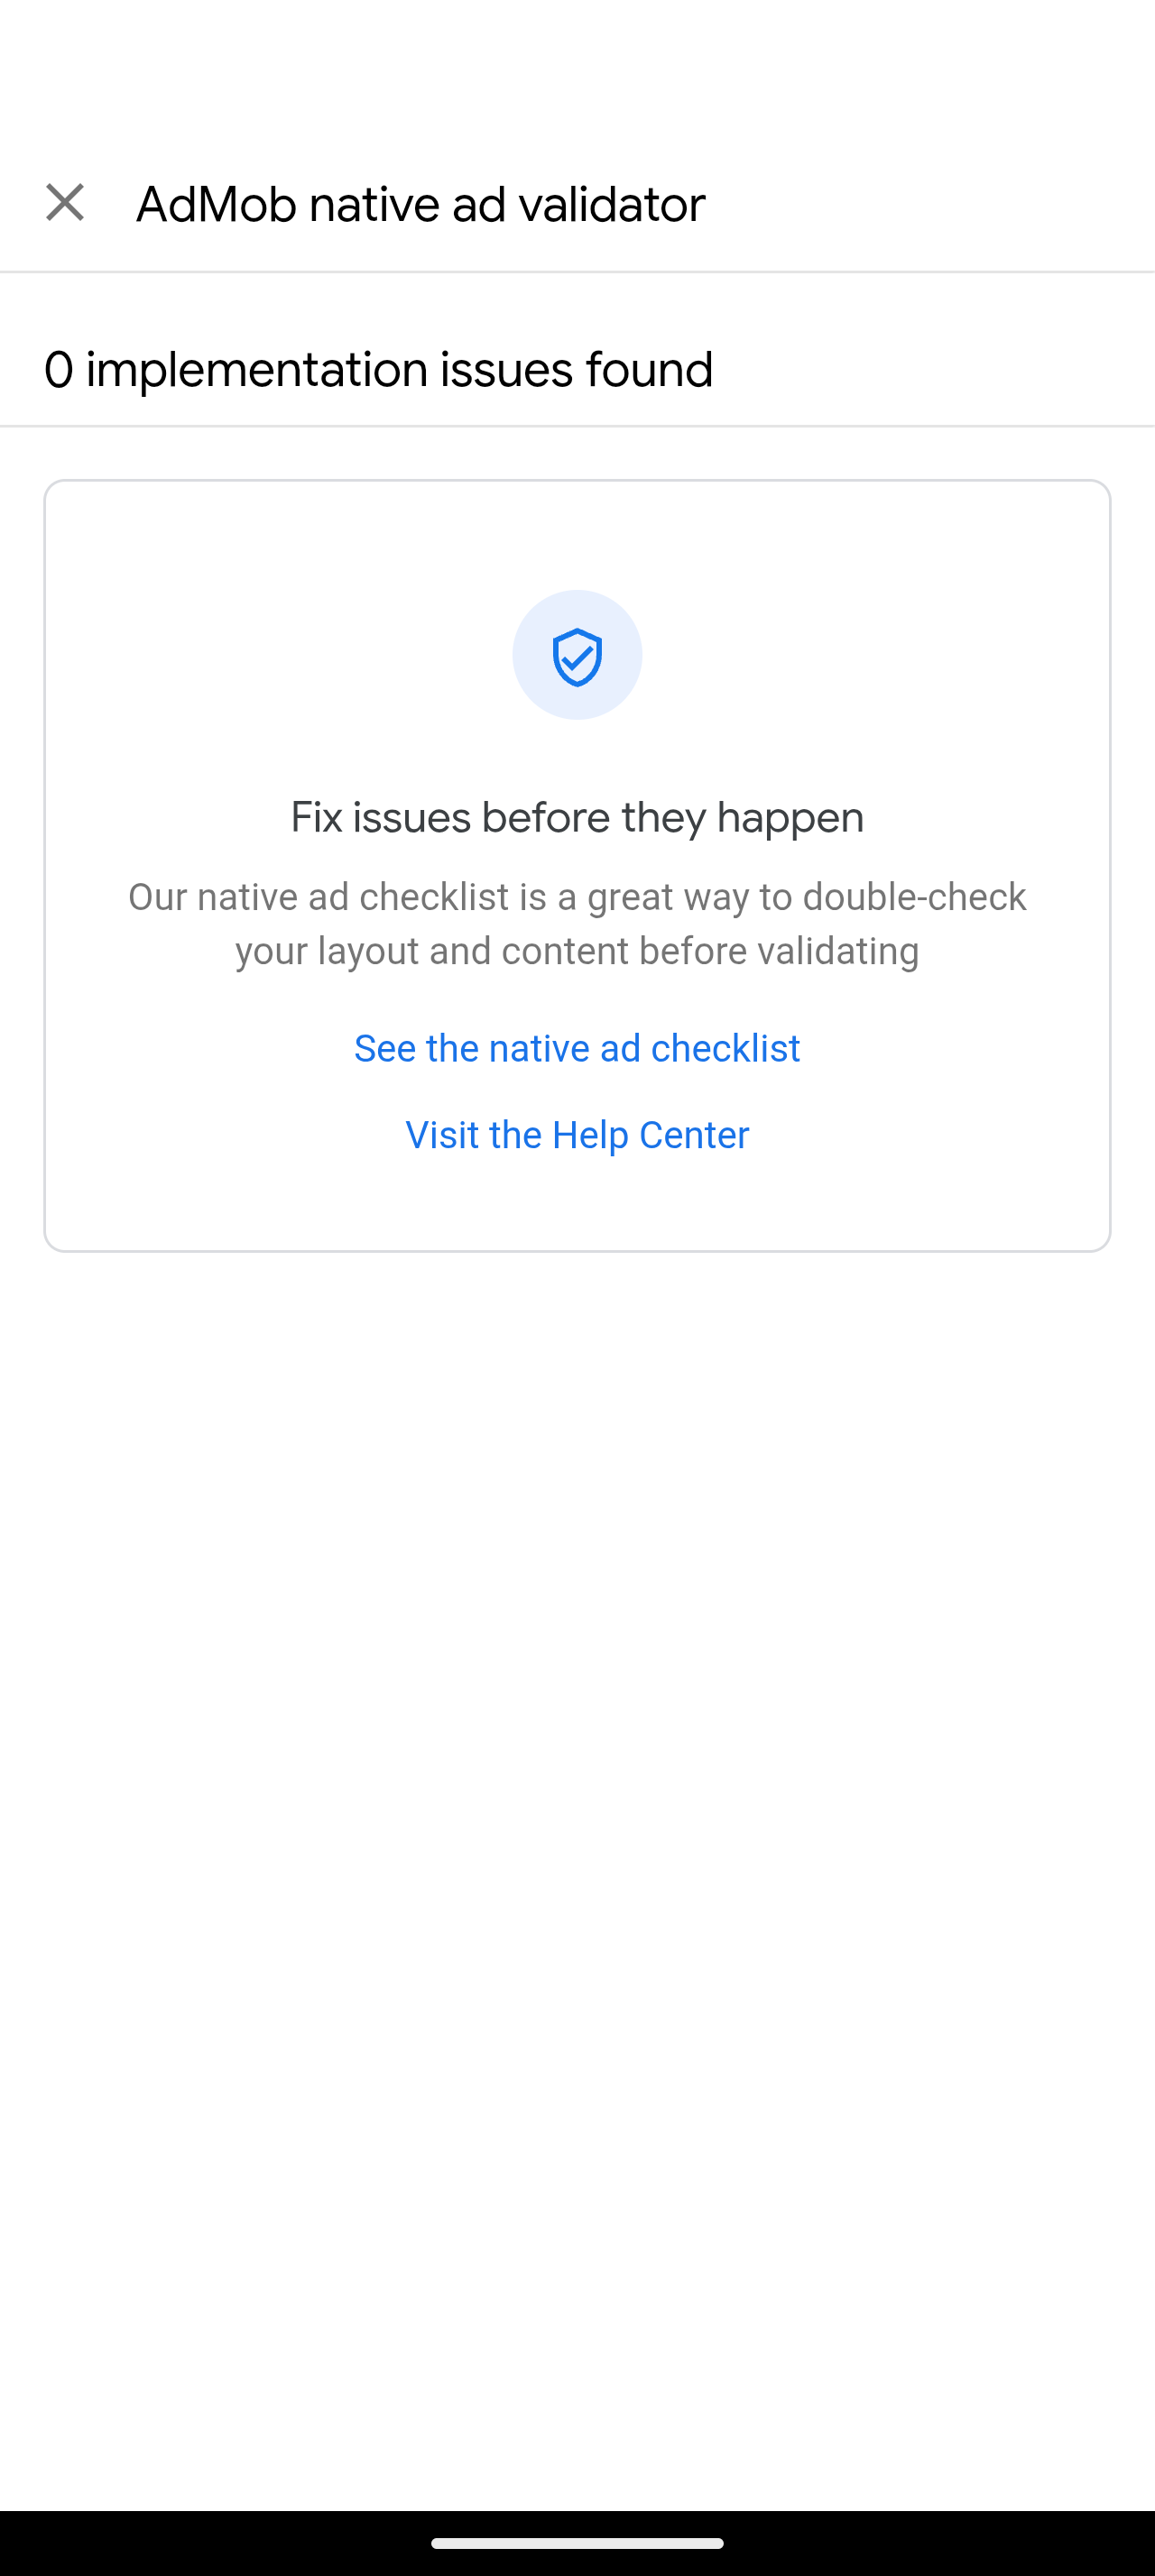 AdMob native ad validator
0 implementation issues found
Fix issues before they happen
Our native ad checklist is a great way to double-check
your layout and content before validating
See the native ad checklist
Visit the Help Center